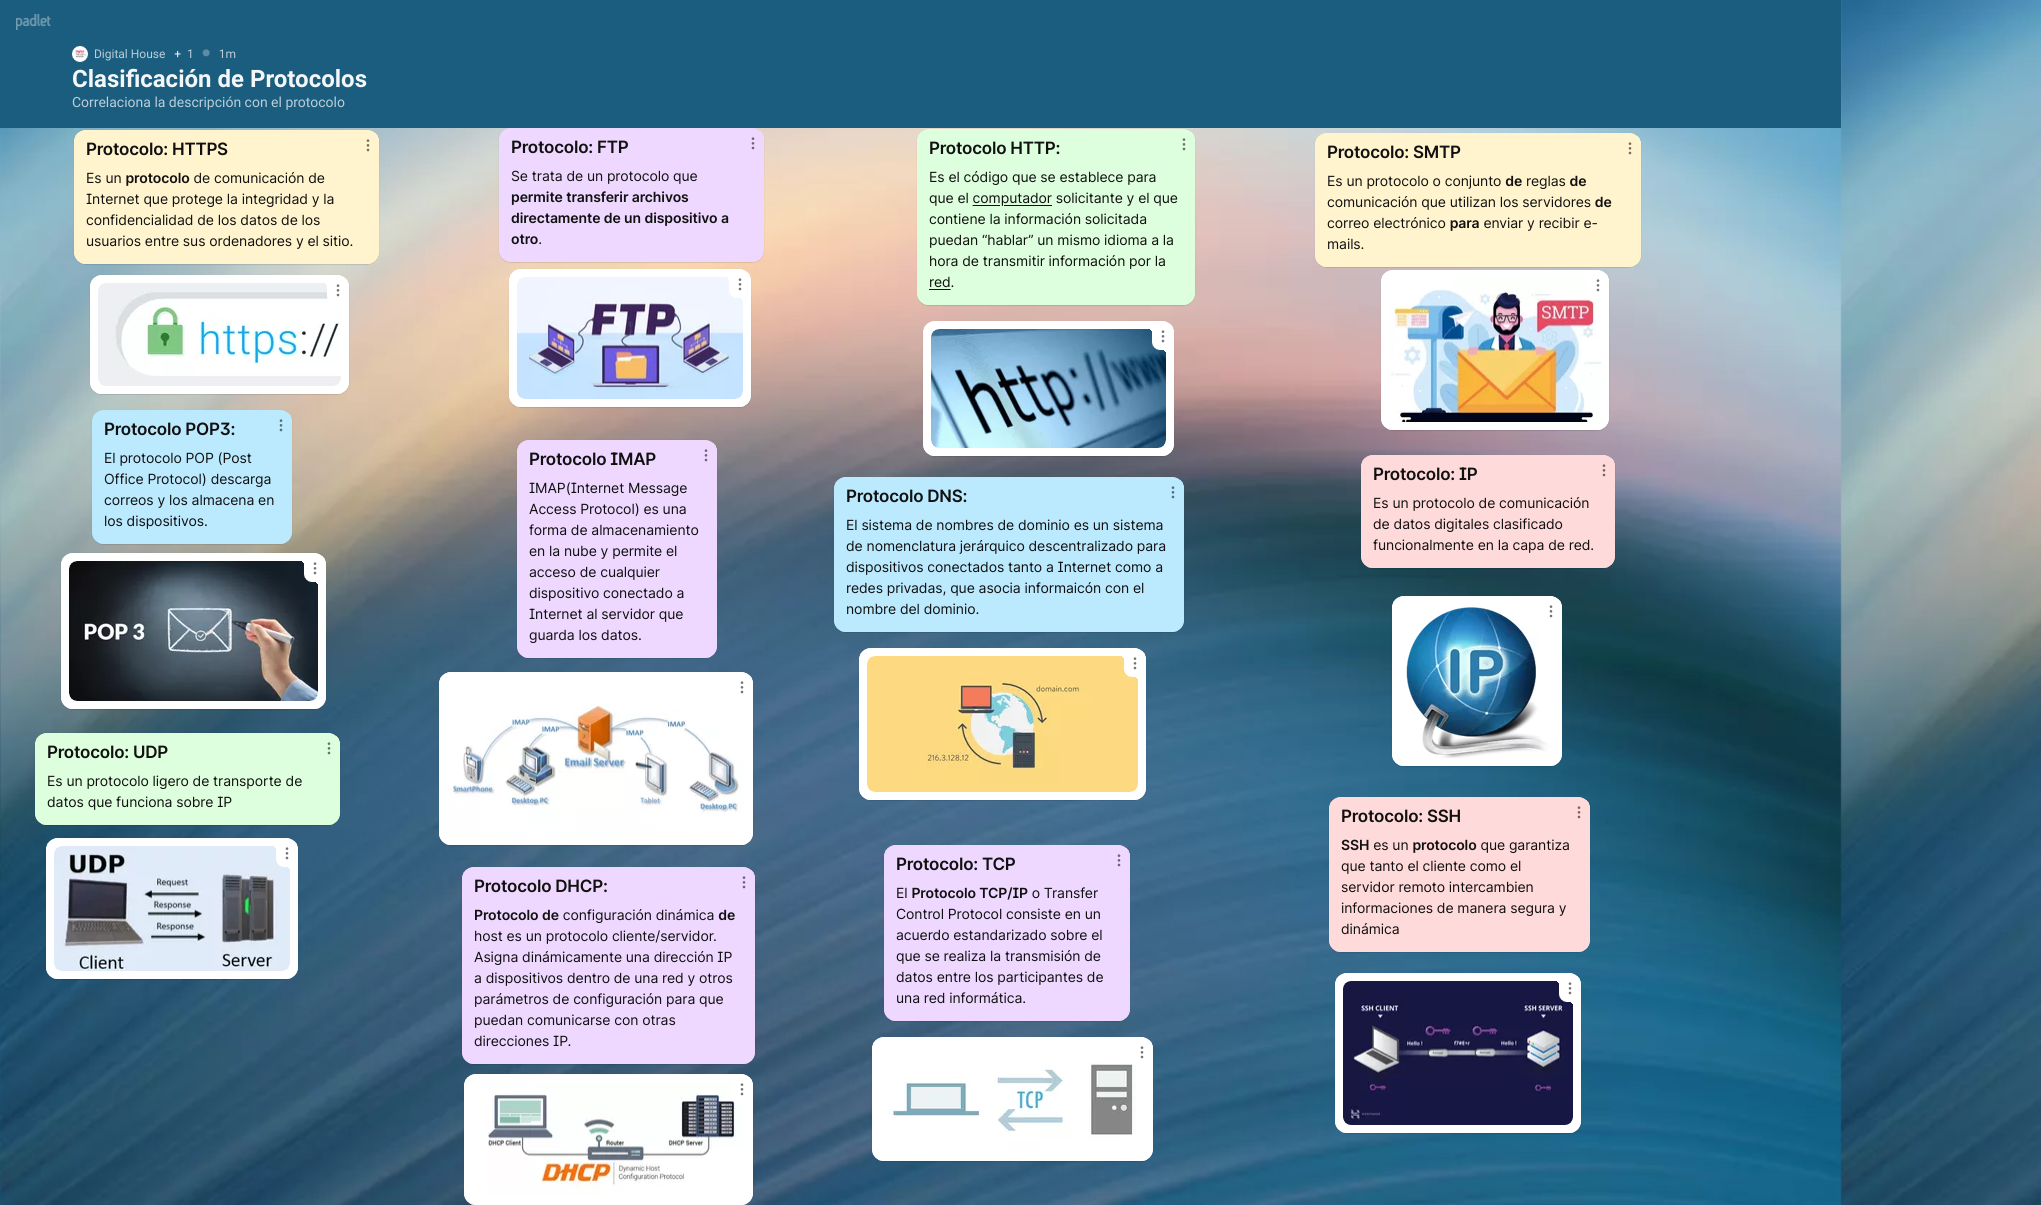 padlet
Digital House + 1 1m
Clasificación de Protocolos
Correlaciona la descripción con el protocolo
Protocolo: HTTPS
Es un protocolo de comunicación de
Internet que protege la integridad y la
confidencialidad de los datos de los
usuarios entre sus ordenadores y el sitio.
https://
Protocolo POP3:
El protocolo POP (Post
Office Protocol) descarga
correos y los almacena en
los dispositivos.
POP 3
Protocolo: UDP
Es un protocolo ligero de transporte de
datos que funciona sobre IP
UDP
Request
Response
Response
Client
Server
Protocolo: FTP
Se trata de un protocolo que
permite transferir archivos
directamente de un dispositivo a
otro.
FTP
Protocolo IMAP
IMAP(Internet Message
Access Protocol) es una
forma de almacenamiento
en la nube y permite el
acceso de cualquier
dispositivo conectado a
Internet al servidor que
guarda los datos.
IMAP
IMAP
IMAP
IMAP
Email Server
SmartPhone
Desktop PC
Tablet
Desktop PC
Protocolo DHCP:
Protocolo de configuración dinámica de
host es un protocolo cliente/servidor.
Asigna dinámicamente una dirección IP
a dispositivos dentro de una red y otros
parámetros de configuración para que
puedan comunicarse con otras
direcciones IP.
DHCP Client
Router
DHCP Server
DHCP
Dynamic Host
Configuration Protocol
Protocolo HTTP:
Es el código que se establece para
que el computador solicitante y el que
contiene la información solicitada
puedan “hablar” un mismo idioma a la
hora de transmitir información por la
red.
http://www
Protocolo DNS:
El sistema de nombres de dominio es un sistema
de nomenclatura jerárquico descentralizado para
dispositivos conectados tanto a Internet como a
redes privadas, que asocia informaicón con el
nombre del dominio.
domain.com
216.3.128.12
Protocolo: TCP
El Protocolo TCP/IP o Transfer
Control Protocol consiste en un
acuerdo estandarizado sobre el
que se realiza la transmisión de
datos entre los participantes de
una red informática.
TCP
Protocolo: SMTP
Es un protocolo o conjunto de reglas de
comunicación que utilizan los servidores de
correo electrónico para enviar y recibir e-
mails.
SMTP
Protocolo: IP
Es un protocolo de comunicación
de datos digitales clasificado
funcionalmente en la capa de red.
IP
Protocolo: SSH
SSH es un protocolo que garantiza
que tanto el cliente como el
servidor remoto intercambien
informaciones de manera segura y
dinámica
SSH CLIENT
SSH SERVER
Hello !
Hello !